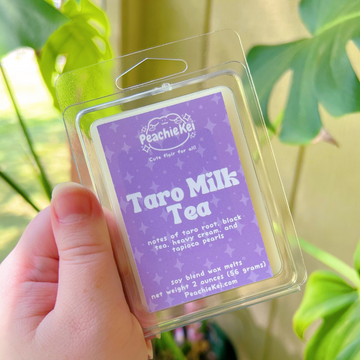 PeachieKei
Cute flair for all!
Taro Milk
Tea
notes of taro root, black
tea, heavy cream, and
tapioca pearls
soy blend wax melts
net weight 2 ounces (56 grams)
PeachieKei.com